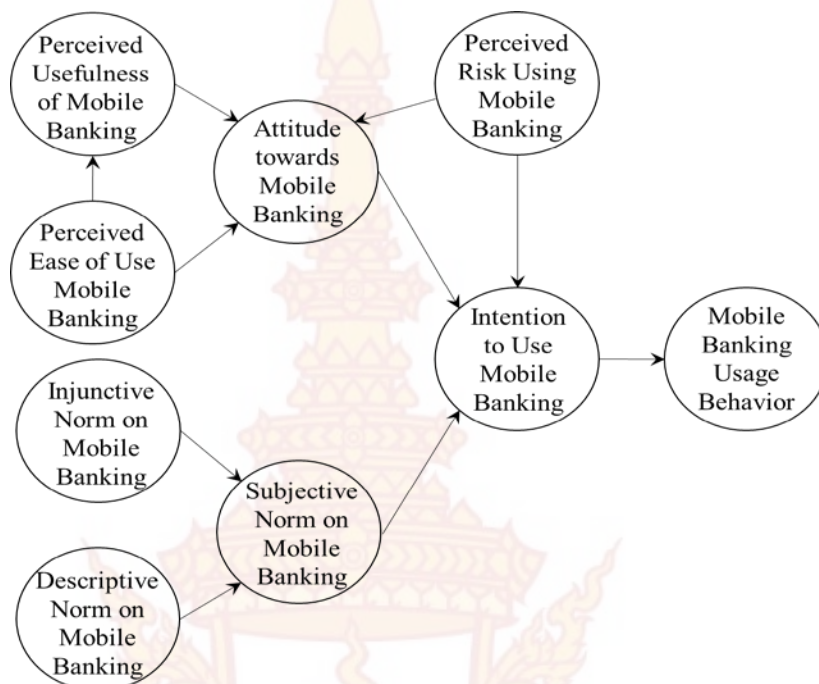 Perceived
Usefulness
of Mobile
Banking
Perceived
Risk Using
Mobile
Banking
Attitude
towards
Mobile
Banking
Perceived
Ease of Use
Mobile
Banking
Intention
to Use
Mobile
Banking
Mobile
Banking
Usage
Behavior
Injunctive
Norm on
Mobile
Banking
Subjective
Norm on
Mobile
Banking
Descriptive
Norm on
Mobile
Banking